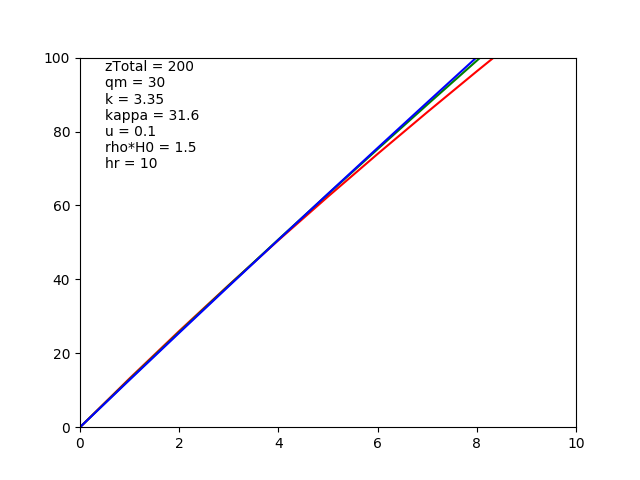 100
80
60
40
20
0
zTotal = 200
qm = 30
k = 3.35
kappa = 31.6
u = 0.1
rho*H0 = 1.5
hr = 10
0 2 4 6 8 10